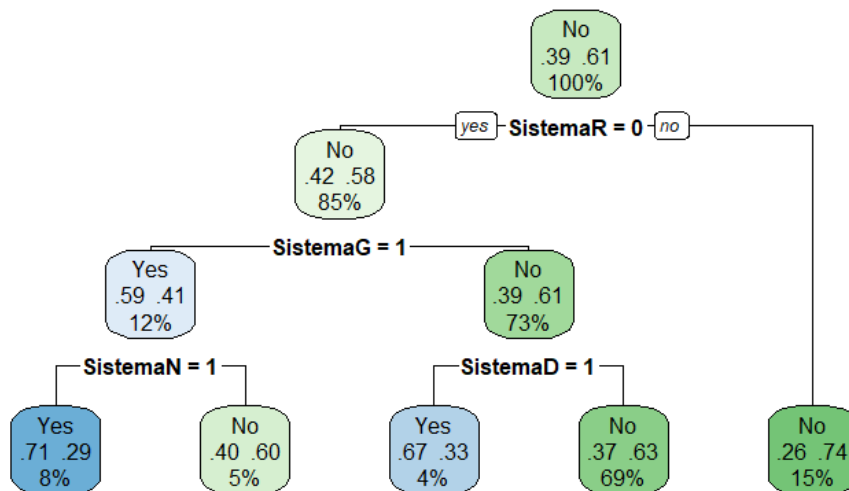 No
.39 .61
100%
yes SistemaR = 0 no
No
.42 .58
85%
SistemaG = 1
Yes
.59 .41
12%
No
.39 .61
73%
SistemaN = 1
SistemaD = 1
Yes
.71 .29
8%
No
.40 .60
5%
Yes
.67 .33
4%
No
.37 .63
69%
No
.26 .74
15%